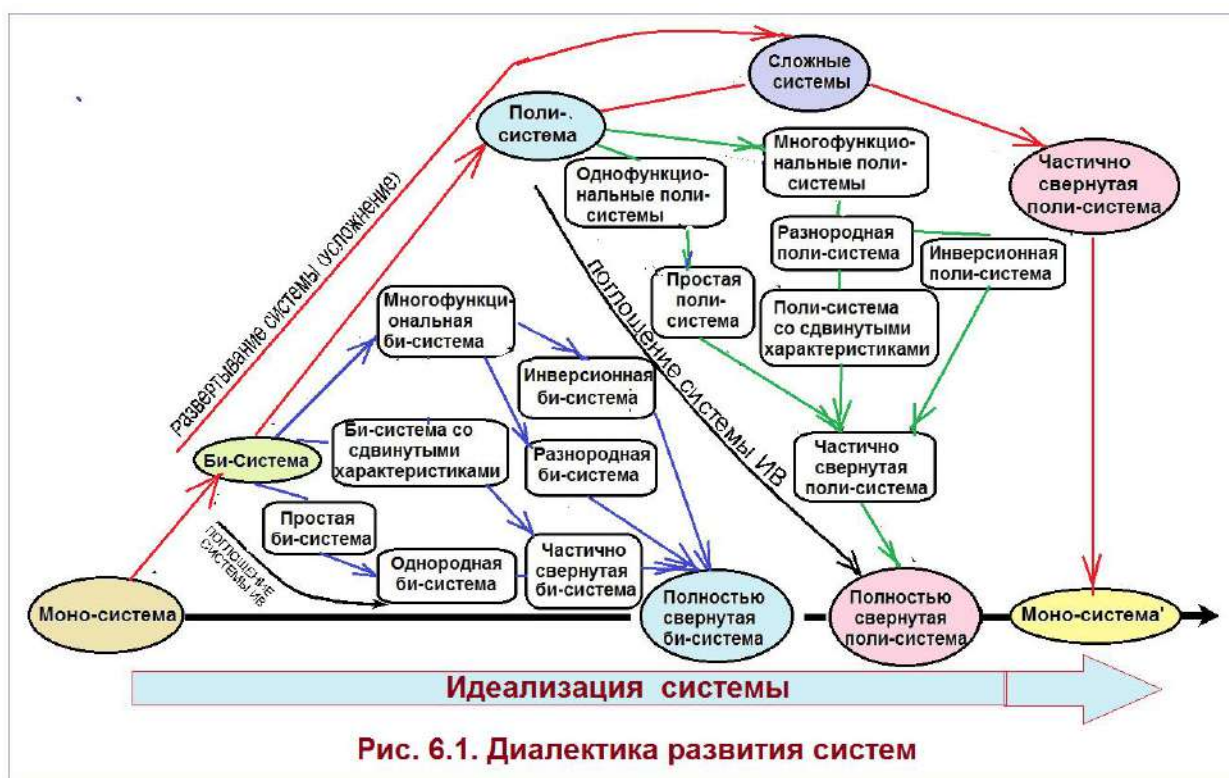 Сложные
системы
Поли-
система
Многофункцио-
нальные поли-
системы
Однофункцио-
нальные поли-
системы
Частично
свернутая
поли-система
Развертывание системы (усложнение)
Разнородная
поли-система
Инверсионная
поли-система
Простая
поли-
система
Поли-система
со сдвинутыми
характеристиками
поглощение системы ИВ
Многофункци-
ональная
би-система
Инверсионная
би-система
Би-система со
сдвинутыми
характеристиками
Разнородная
би-система
Частично
свернутая
поли-система
Би-Система
Простая
би-система
поглощение
системы ИВ
Однородная
би-система
Частично
свернутая
би-система
Моно-система
Полностью
свернутая
би-система
Полностью
свернутая
поли-система
Моно-система'
Идеализация системы
Рис. 6.1. Диалектика развития систем